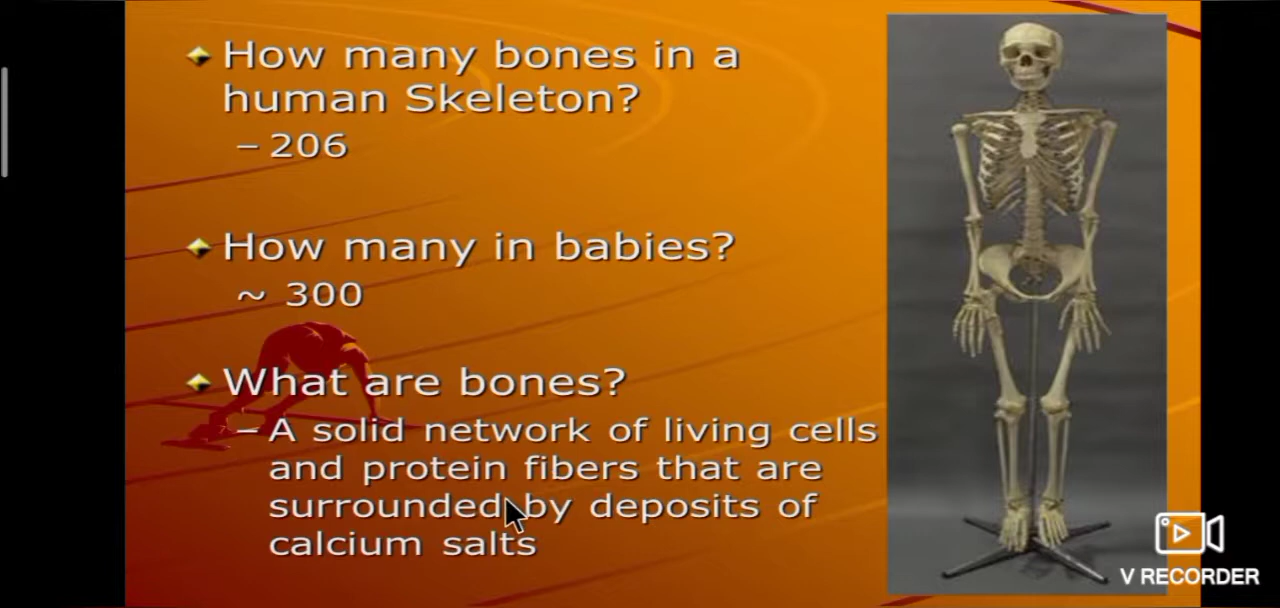 How many bones in a
human Skeleton?
– 206
How many in babies?
~ 300
What are bones?
– A solid network of living cells
and protein fibers that are
surrounded by deposits of
calcium salts
V RECORDER